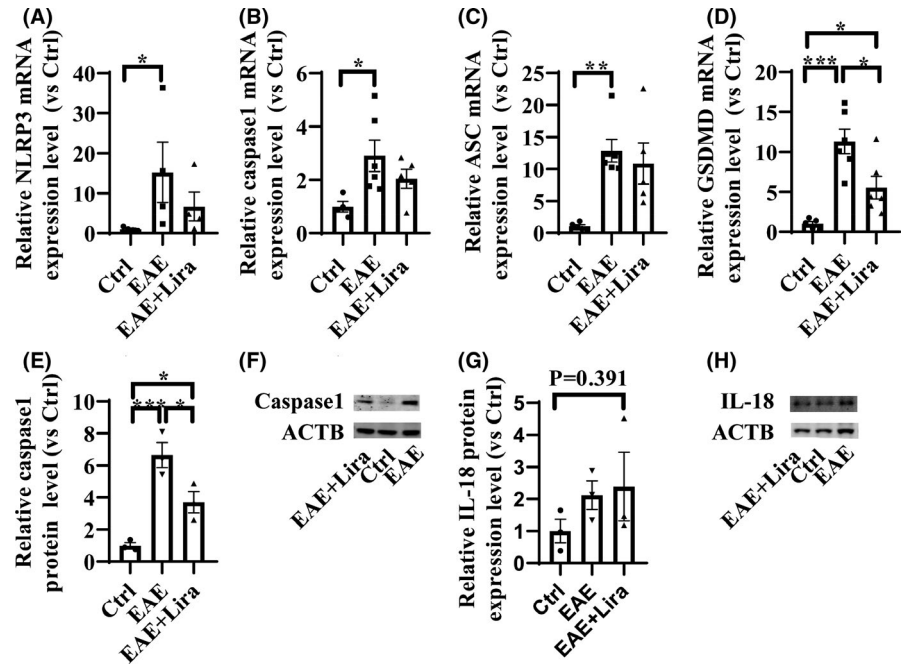 (A)
Relative NLRP3 mRNA
expression level (vs Ctrl)
*
40
30
20
10
0
Ctrl
EAE
EAE+Lira
(B)
Relative caspase1 mRNA
expression level (vs Ctrl)
*
6
4
2
0
Ctrl
EAE
EAE+Lira
(C)
Relative ASC mRNA
expression level (vs Ctrl)
**
25
20
15
10
5
0
Ctrl
EAE
EAE+Lira
(D)
Relative GSDMD mRNA
expression level (vs Ctrl)
*
*** *
20
15
10
5
0
Ctrl
EAE
EAE+Lira
(E)
Relative caspase1
protein level (vs Ctrl)
*
*** *
10
8
6
4
2
0
Ctrl
EAE
EAE+Lira
(F)
Caspase1
ACTB
EAE+Lira
Ctrl
EAE
(G)
Relative IL-18 protein
expression level (vs Ctrl)
P=0.391
5
4
3
2
1
0
Ctrl
EAE
EAE+Lira
(H)
IL-18
ACTB
EAE+Lira
Ctrl
EAE